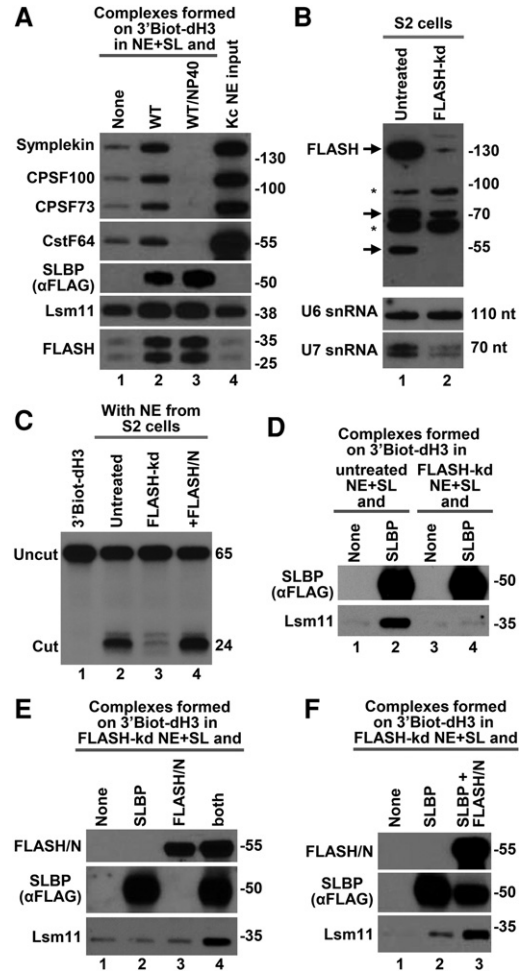 A
Complexes formed
on 3'Biot-dH3
in NE+SL and
None
WT
WT/NP40
Kc NE input
Symplekin
-130
CPSF100
-100
CPSF73
CstF64
-55
SLBP
(αFLAG)
-50
Lsm11
-38
FLASH
-35
-25
1 2 3 4
B
S2 cells
Untreated
FLASH-kd
FLASH
-130
-100
*
-70
*
-55
U6 snRNA
110 nt
U7 snRNA
70 nt
1 2
C
With NE from
S2 cells
3'Biot-dH3
Untreated
FLASH-kd
+FLASH/N
Uncut
65
Cut
24
1 2 3 4
D
Complexes formed
on 3'Biot-dH3 in
untreated FLASH-kd
NE+SL NE+SL
and and
None
SLBP
None
SLBP
SLBP
(αFLAG)
-50
Lsm11
-35
1 2 3 4
E
Complexes formed
on 3'Biot-dH3 in
FLASH-kd NE+SL and
None
SLBP
FLASH/N
both
FLASH/N
-55
SLBP
(αFLAG)
-50
Lsm11
-35
1 2 3 4
F
Complexes formed
on 3'Biot-dH3 in
FLASH-kd NE+SL and
None
SLBP
SLBP +
FLASH/N
FLASH/N
-55
SLBP
(αFLAG)
-50
Lsm11
-35
1 2 3